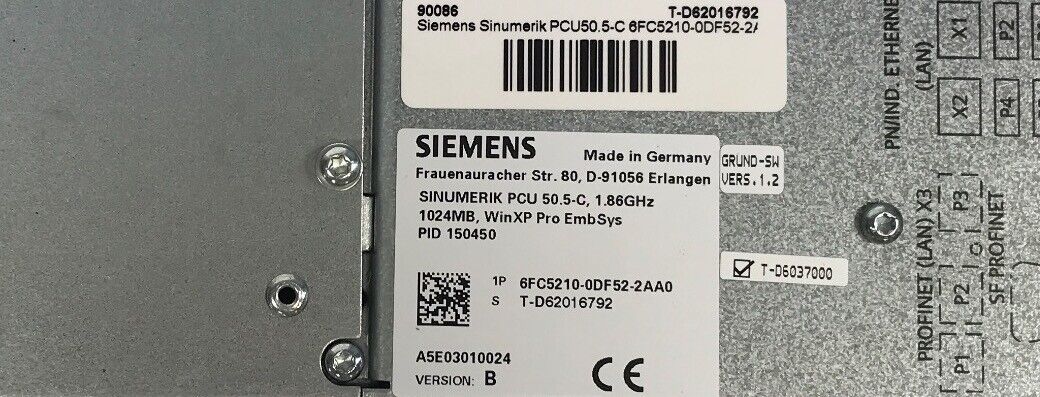 90086 T-D62016792
Siemens Sinumerik PCU50.5-C 6FC5210-0DF52-2A
SIEMENS
Made in Germany
Frauenauracher Str. 80, D-91056 Erlangen
SINUMERIK PCU 50.5-C, 1.86GHz
1024MB, WinXP Pro EmbSys
PID 150450
1P 6FC5210-0DF52-2AA0
S T-D62016792
A5E03010024
VERSION: B
CE
GRUND-SW
VERS.1.2
T-D6037000
PN/IND. ETHERNE
(LAN)
X1
P2
X2
P4
PROFINET (LAN) X3
P1
P2
P3
SF PROFINET